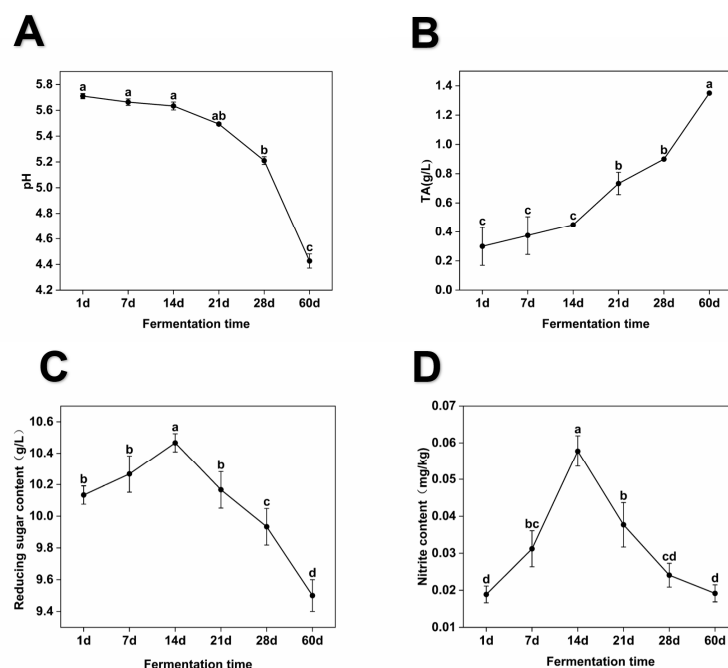 A
B
5.8
5.6
5.4
5.2
5.0
4.8
4.6
4.4
4.2
pH
a
a
a
ab
b
c
1d 7d 14d 21d 28d 60d
Fermentation time
1.4
1.2
1.0
0.8
0.6
0.4
0.2
0.0
TA(g/L)
c
c
c
b
b
a
1d 7d 14d 21d 28d 60d
Fermentation time
C
D
10.6
10.4
10.2
10.0
9.8
9.6
9.4
Reducing sugar content（g/L）
b
b
a
b
c
d
1d 7d 14d 21d 28d 60d
Fermentation time
0.07
0.06
0.05
0.04
0.03
0.02
0.01
Nitrite content（mg/kg）
d
bc
a
b
cd
d
1d 7d 14d 21d 28d 60d
Fermentation time